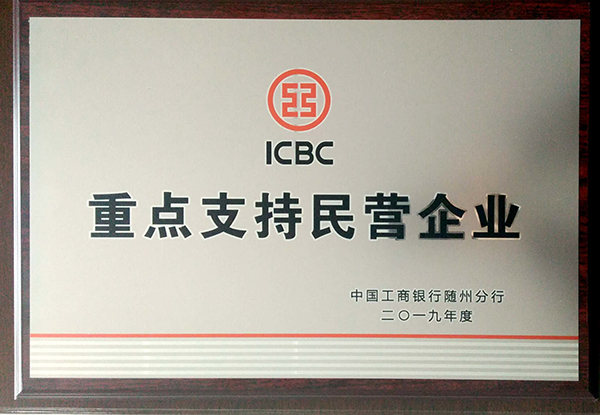 ICBC
重点支持民营企业
中国工商银行随州分行
二〇一九年度